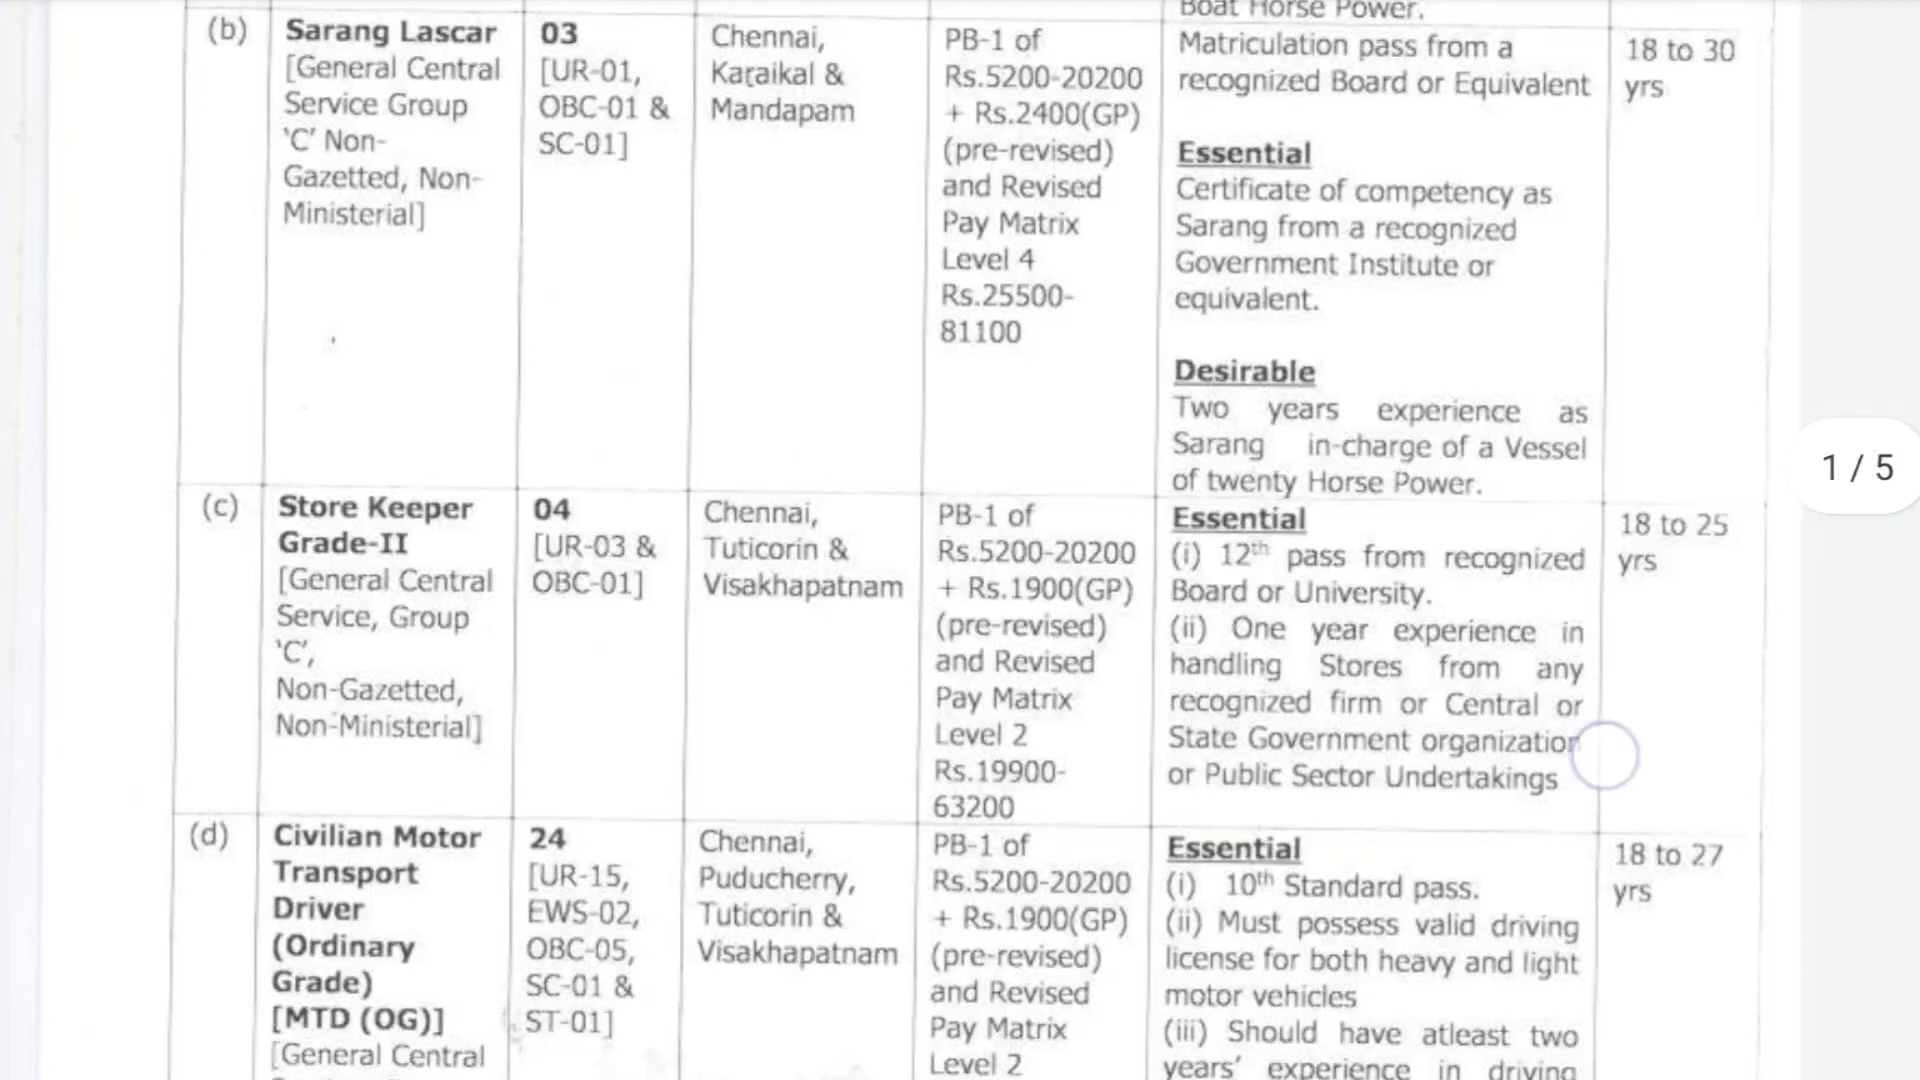 Boat Horse Power.
(b)
Sarang Lascar
[General Central
Service Group
‘C’ Non-
Gazetted, Non-
Ministerial]
03
[UR-01,
OBC-01 &
SC-01]
Chennai,
Karaikal &
Mandapam
PB-1 of
Rs.5200-20200
+ Rs.2400(GP)
(pre-revised)
and Revised
Pay Matrix
Level 4
Rs.25500-
81100
Matriculation pass from a
recognized Board or Equivalent
Essential
Certificate of competency as
Sarang from a recognized
Government Institute or
equivalent.
Desirable
Two years experience as
Sarang in-charge of a Vessel
of twenty Horse Power.
18 to 30
yrs
(c)
Store Keeper
Grade-II
[General Central
Service, Group
‘C’,
Non-Gazetted,
Non-Ministerial]
04
[UR-03 &
OBC-01]
Chennai,
Tuticorin &
Visakhapatnam
PB-1 of
Rs.5200-20200
+ Rs.1900(GP)
(pre-revised)
and Revised
Pay Matrix
Level 2
Rs.19900-
63200
Essential
(i) 12th pass from recognized
Board or University.
(ii) One year experience in
handling Stores from any
recognized firm or Central or
State Government organization
or Public Sector Undertakings
18 to 25
yrs
(d)
Civilian Motor
Transport
Driver
(Ordinary
Grade)
[MTD (OG)]
[General Central
24
[UR-15,
EWS-02,
OBC-05,
SC-01 &
ST-01]
Chennai,
Puducherry,
Tuticorin &
Visakhapatnam
PB-1 of
Rs.5200-20200
+ Rs.1900(GP)
(pre-revised)
and Revised
Pay Matrix
Level 2
Essential
(i) 10th Standard pass.
(ii) Must possess valid driving
license for both heavy and light
motor vehicles
(iii) Should have atleast two
years’ experience in driving
18 to 27
yrs
1 / 5